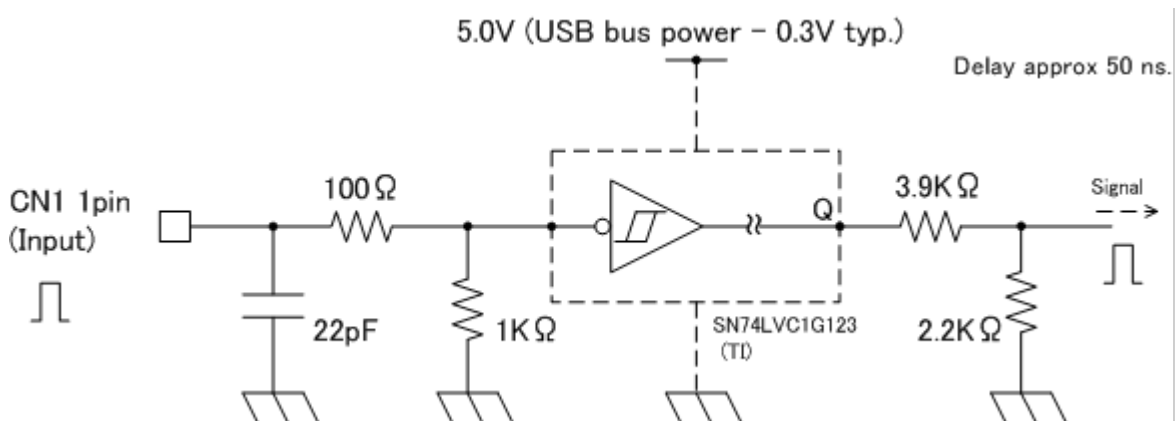 5.0V (USB bus power - 0.3V typ.)
Delay approx 50 ns.
CN1 1pin
(Input)
100Ω
22pF
1KΩ
Q
SN74LVC1G123
(TI)
3.9KΩ
2.2KΩ
Signal